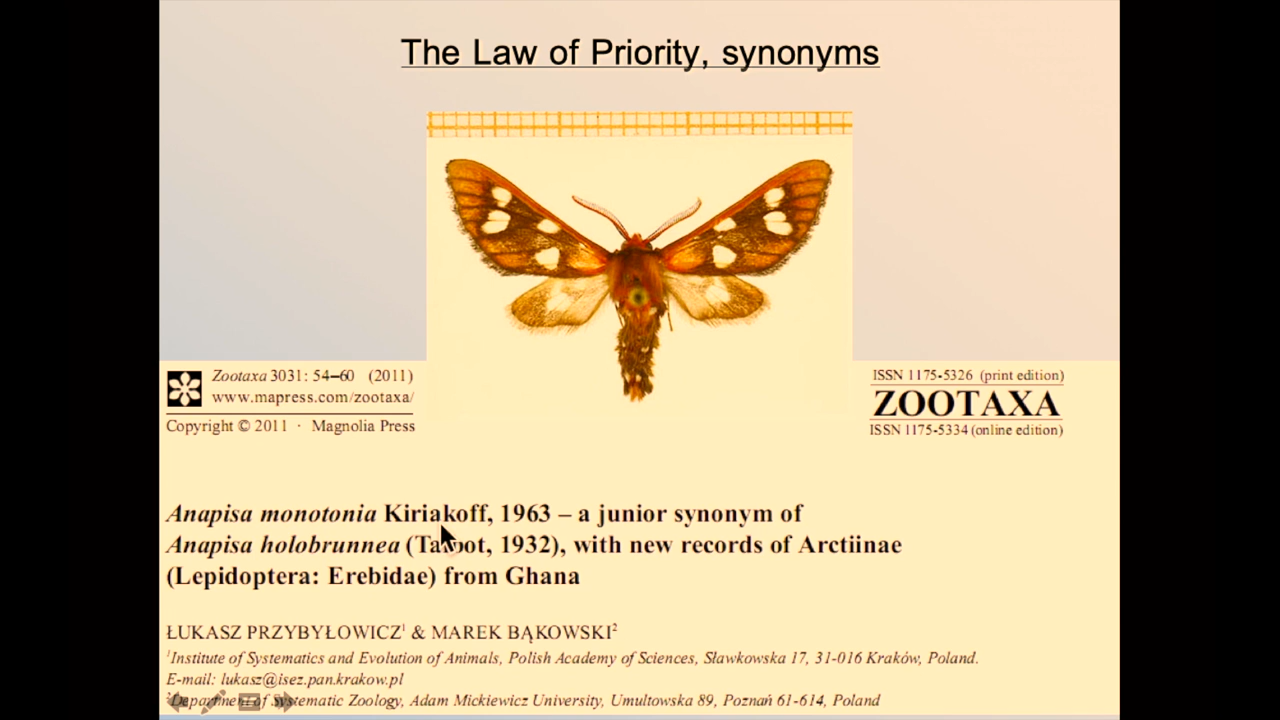 The Law of Priority, synonyms
Zootaxa 3031: 54–60 (2011)
www.mapress.com/zootaxa/
Copyright © 2011 · Magnolia Press
ISSN 1175-5326 (print edition)
ZOOTAXA
ISSN 1175-5334 (online edition)
Anapisa monotonia Kiriakoff, 1963 – a junior synonym of
Anapisa holobrunnea (Talbot, 1932), with new records of Arctiinae
(Lepidoptera: Erebidae) from Ghana
ŁUKASZ PRZYBYŁOWICZ¹ & MAREK BĄKOWSKI²
¹Institute of Systematics and Evolution of Animals, Polish Academy of Sciences, Sławkowska 17, 31-016 Kraków, Poland.
E-mail: lukasz@isez.pan.krakow.pl
²Department of Systematic Zoology, Adam Mickiewicz University, Umultowska 89, Poznań 61-614, Poland